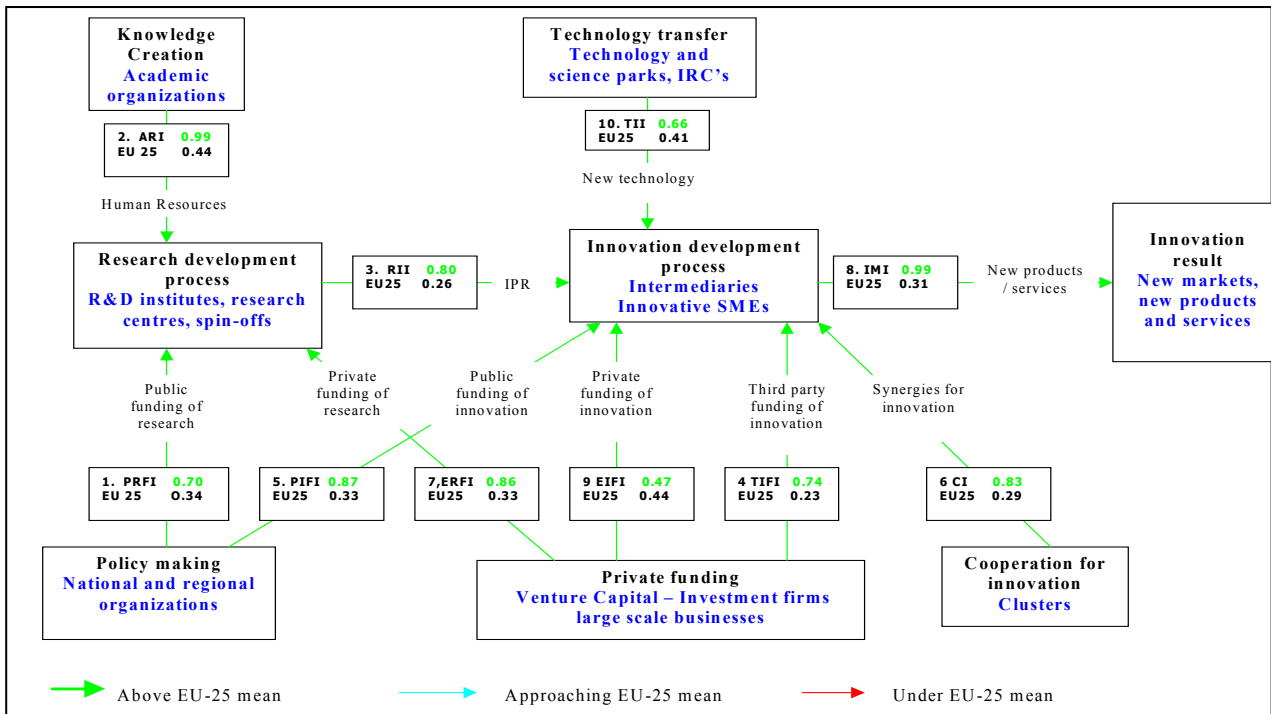 Knowledge
Creation
Academic
organizations
Technology transfer
Technology and
science parks, IRC's
2. ARI 0.99
EU 25 0.44
10. TII 0.66
EU25 0.41
Human Resources
New technology
Research development
process
R&D institutes, research
centres, spin-offs
3. RII 0.80
EU25 0.26
IPR
Innovation development
process
Intermediaries
Innovative SMEs
8. IMI 0.99
EU25 0.31
New products
/ services
Innovation
result
New markets,
new products
and services
Public
funding of
research
Private
funding of
research
Public
funding of
innovation
Private
funding of
innovation
Third party
funding of
innovation
Synergies for
innovation
1. PRFI 0.70
EU 25 O.34
5. PIFI 0.87
EU25 0.33
7,ERFI 0.86
EU25 0.33
9 EIFI 0.47
EU25 0.44
4 TIFI 0.74
EU25 0.23
6 CI 0.83
EU25 0.29
Policy making
National and regional
organizations
Private funding
Venture Capital – Investment firms
large scale businesses
Cooperation for
innovation
Clusters
Above EU-25 mean
Approaching EU-25 mean
Under EU-25 mean